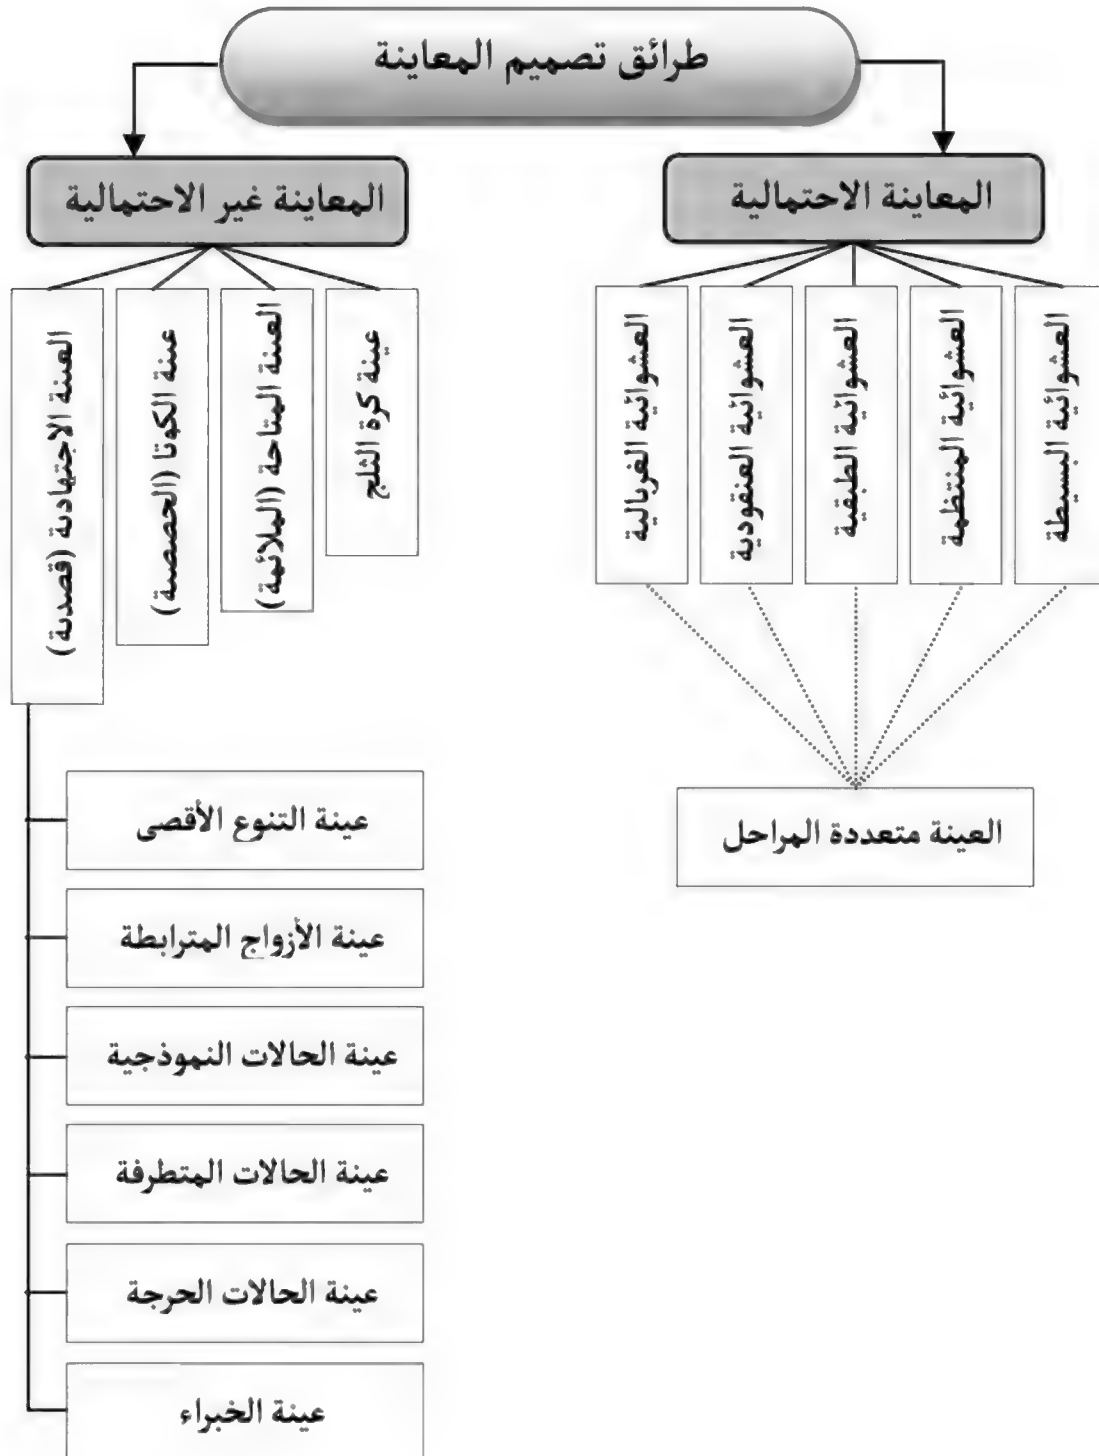 طرائق تصميم المعاينة
المعاينة الاحتمالية
المعاينة غير الاحتمالية
العشوائية البسيطة
العشوائية المنتظمة
العشوائية الطبقية
العشوائية العنقودية
العشوائية الغربالية
عينة كرة الثلج
العينة المتاحة (الملائمة)
عينة الكوتا (الحصصية)
العينة الاجتهادية (قصدية)
العينة متعددة المراحل
عينة التنوع الأقصى
عينة الأزواج المترابطة
عينة الحالات النموذجية
عينة الحالات المتطرفة
عينة الحالات الحرجة
عينة الخبراء